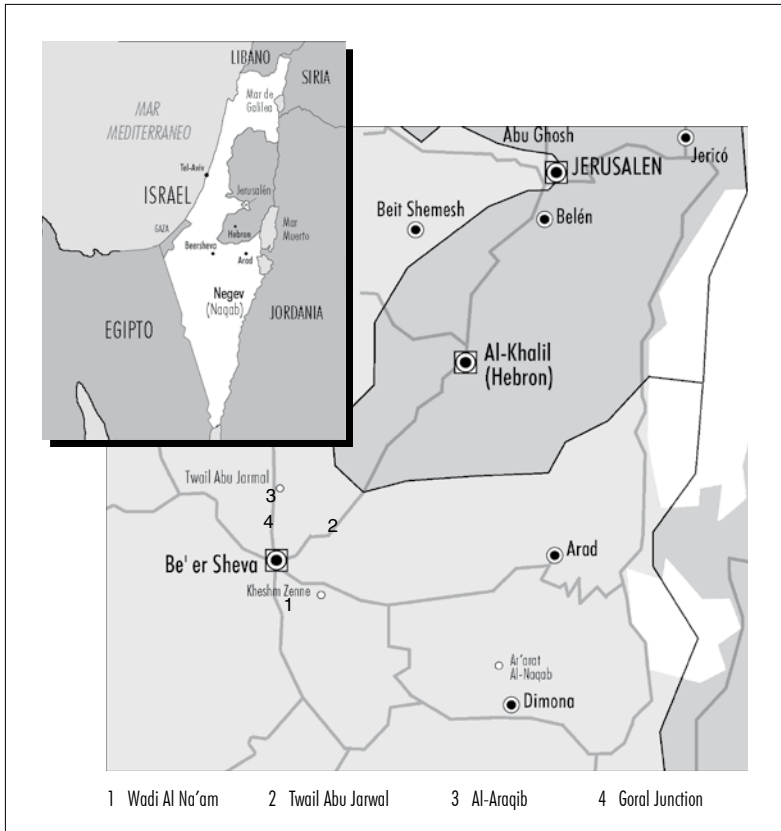 LIBANO
SIRIA
Mar de
Galilea
MAR
MEDITERRANEO
Tel-Aviv
ISRAEL
Jerusalén
GAZA
Hebron
Mar
Muerto
Beersheva
Arad
Negev
(Naqab)
JORDANIA
EGIPTO
Abu Ghosh
JERUSALEN
Jericó
Beit Shemesh
Belén
Al-Khalil
(Hebron)
Twail Abu Jarmal
3
4
2
Be' er Sheva
Arad
Kheshm Zenne
1
Ar'arat
Al-Naqab
Dimona
1 Wadi Al Na'am 2 Twail Abu Jarwal 3 Al-Araqib 4 Goral Junction